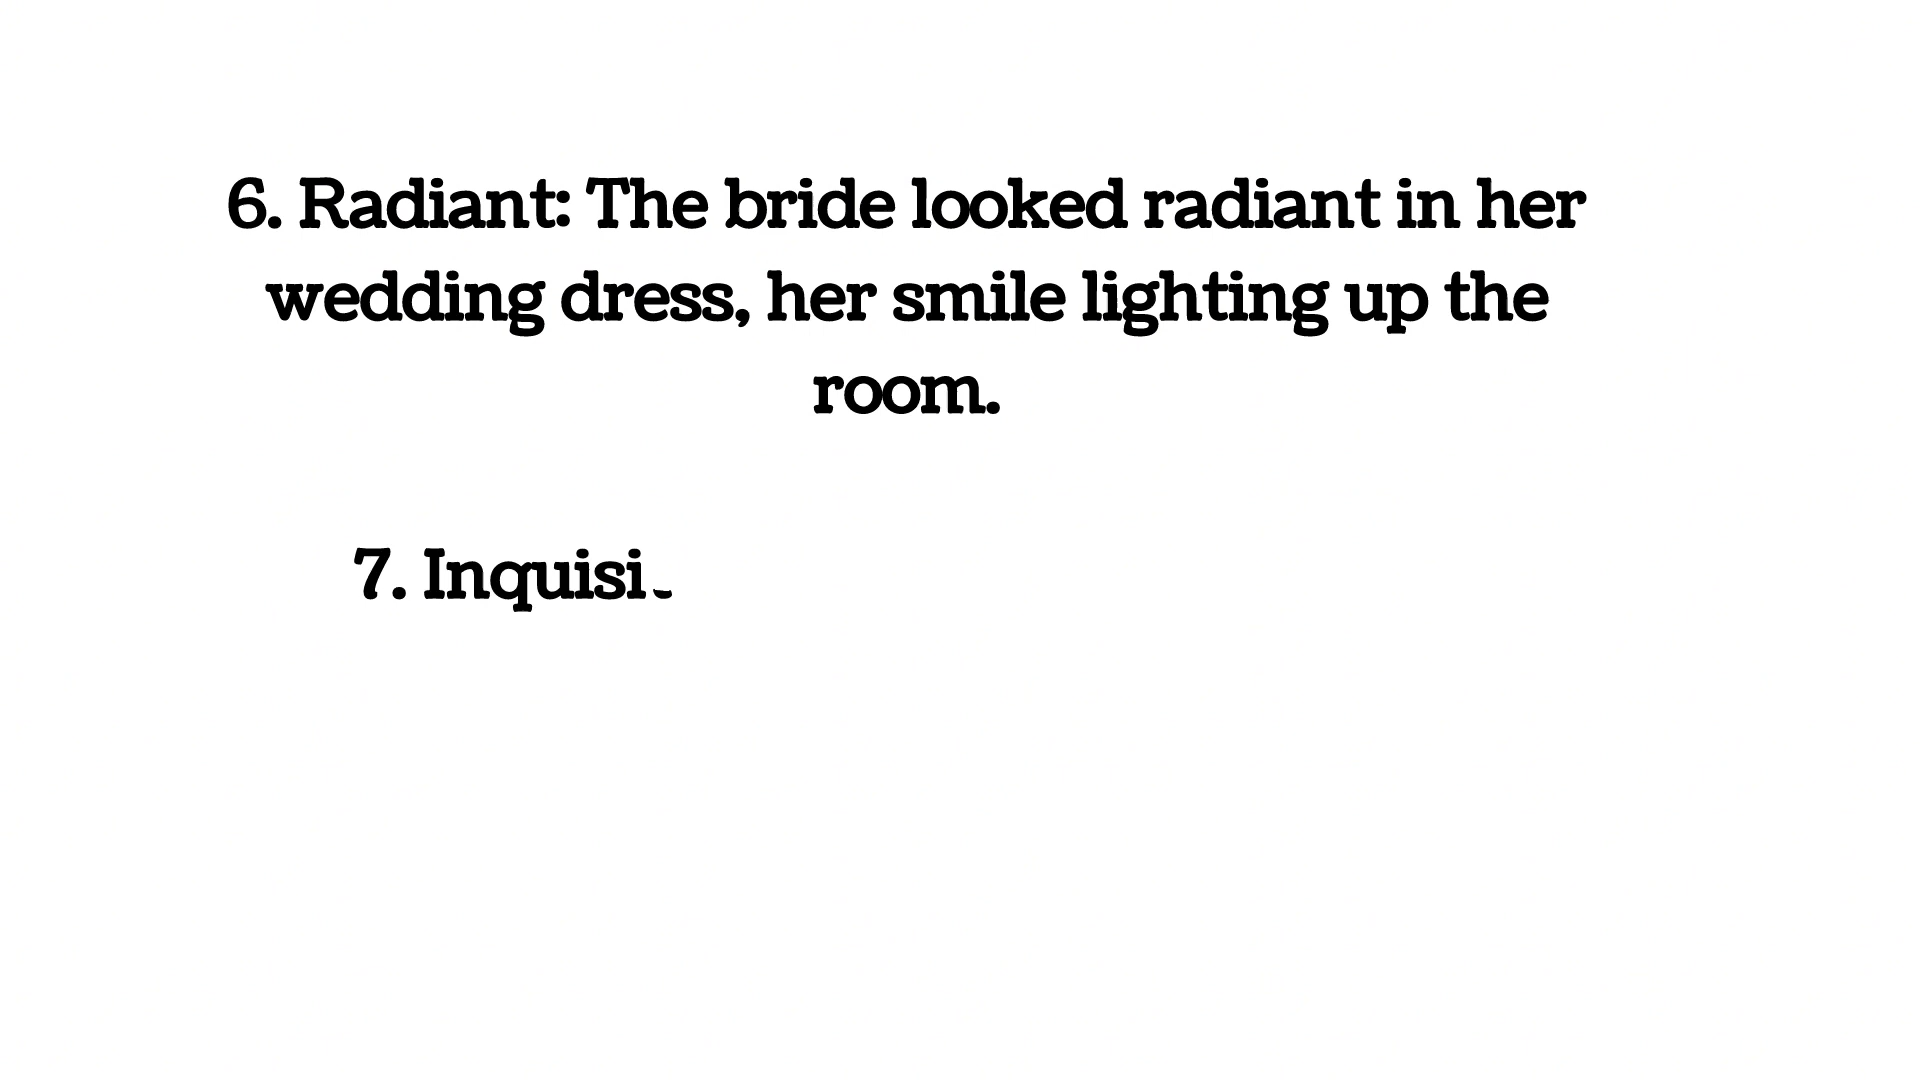 6. Radiant: The bride looked radiant in her
wedding dress, her smile lighting up the
room.
7. Inquisi